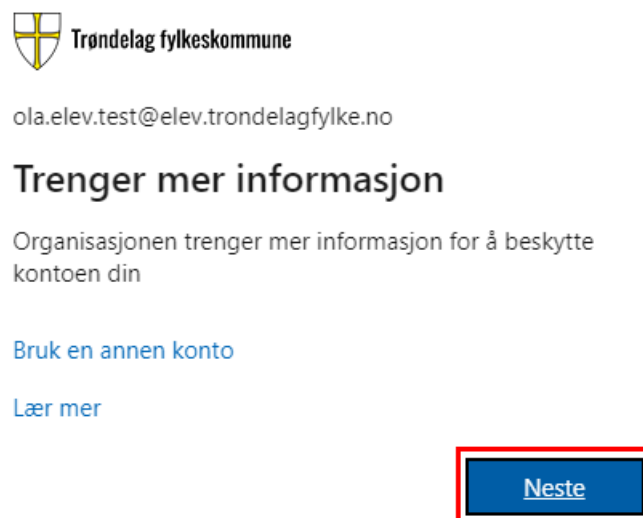 Trøndelag fylkeskommune
ola.elev.test@elev.trondelagfylke.no
Trenger mer informasjon
Organisasjonen trenger mer informasjon for å beskytte
kontoen din
Bruk en annen konto
Lær mer
Neste